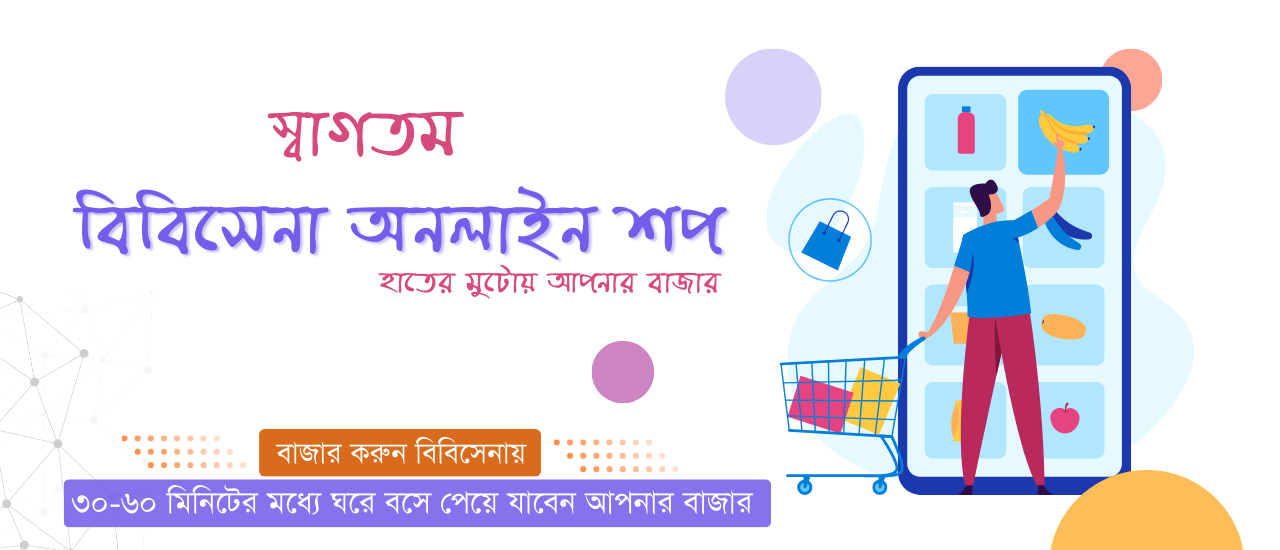 স্বাগতম
বিবিসেনা অনলাইন শপ
হাতের মুটোয় আপনার বাজার
বাজার করুন বিবিসেনায়
৩০-৬০ মিনিটের মধ্যে ঘরে বসে পেয়ে যাবেন আপনার বাজার